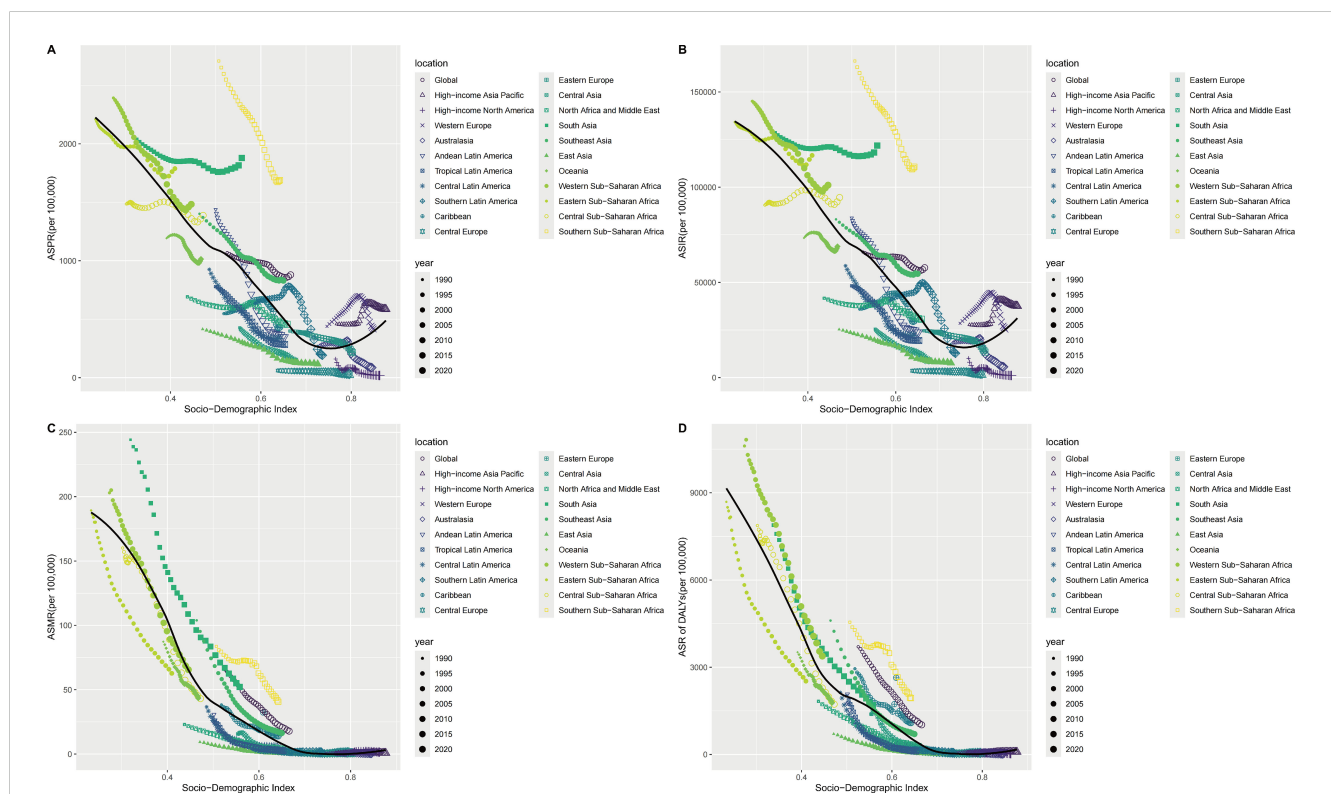 A
ASPR(per 100,000)
2000
1000
0
0.4 0.6 0.8
Socio−Demographic Index
location
Global
High−income Asia Pacific
High−income North America
Western Europe
Australasia
Andean Latin America
Tropical Latin America
Central Latin America
Southern Latin America
Caribbean
Central Europe
Eastern Europe
Central Asia
North Africa and Middle East
South Asia
Southeast Asia
East Asia
Oceania
Western Sub−Saharan Africa
Eastern Sub−Saharan Africa
Central Sub−Saharan Africa
Southern Sub−Saharan Africa
year
1990
1995
2000
2005
2010
2015
2020
B
ASIR(per 100,000)
150000
100000
50000
0
0.4 0.6 0.8
Socio−Demographic Index
location
Global
High−income Asia Pacific
High−income North America
Western Europe
Australasia
Andean Latin America
Tropical Latin America
Central Latin America
Southern Latin America
Caribbean
Central Europe
Eastern Europe
Central Asia
North Africa and Middle East
South Asia
Southeast Asia
East Asia
Oceania
Western Sub−Saharan Africa
Eastern Sub−Saharan Africa
Central Sub−Saharan Africa
Southern Sub−Saharan Africa
year
1990
1995
2000
2005
2010
2015
2020
C
ASMR(per 100,000)
250
200
150
100
50
0
0.4 0.6 0.8
Socio−Demographic Index
location
Global
High−income Asia Pacific
High−income North America
Western Europe
Australasia
Andean Latin America
Tropical Latin America
Central Latin America
Southern Latin America
Caribbean
Central Europe
Eastern Europe
Central Asia
North Africa and Middle East
South Asia
Southeast Asia
East Asia
Oceania
Western Sub−Saharan Africa
Eastern Sub−Saharan Africa
Central Sub−Saharan Africa
Southern Sub−Saharan Africa
year
1990
1995
2000
2005
2010
2015
2020
D
ASR of DALYs(per 100,000)
9000
6000
3000
0
0.4 0.6 0.8
Socio−Demographic Index
location
Global
High−income Asia Pacific
High−income North America
Western Europe
Australasia
Andean Latin America
Tropical Latin America
Central Latin America
Southern Latin America
Caribbean
Central Europe
Eastern Europe
Central Asia
North Africa and Middle East
South Asia
Southeast Asia
East Asia
Oceania
Western Sub−Saharan Africa
Eastern Sub−Saharan Africa
Central Sub−Saharan Africa
Southern Sub−Saharan Africa
year
1990
1995
2000
2005
2010
2015
2020